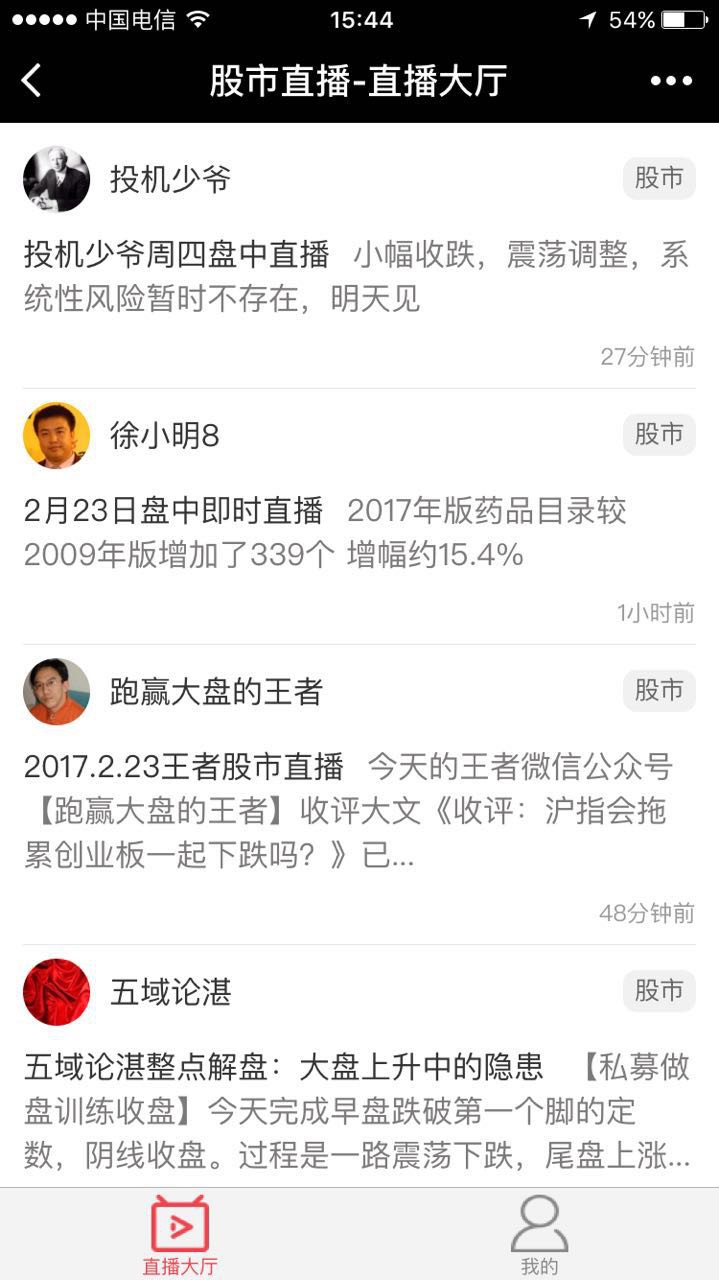 中国电信 15:44 54%
股市直播-直播大厅
投机少爷 股市
投机少爷周四盘中直播 小幅收跌，震荡调整，系
统性风险暂时不存在，明天见
27分钟前
徐小明8 股市
2月23日盘中即时直播 2017年版药品目录较
2009年版增加了339个 增幅约15.4%
1小时前
跑赢大盘的王者 股市
2017.2.23王者股市直播 今天的王者微信公众号
【跑赢大盘的王者】收评大文《收评：沪指会拖
累创业板一起下跌吗？》已...
48分钟前
五域论湛 股市
五域论湛整点解盘：大盘上升中的隐患 【私募做
盘训练收盘】今天完成早盘跌破第一个脚的定
数，阴线收盘。过程是一路震荡下跌，尾盘上涨...
直播大厅 我的